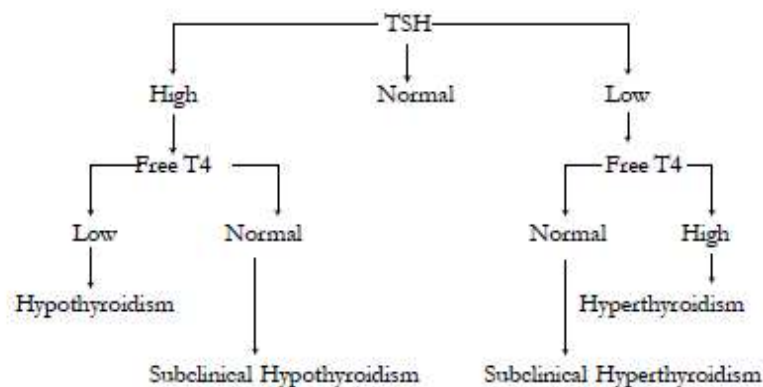 TSH
High Normal Low
Free T4 Free T4
Low Normal Normal High
Hypothyroidism Hyperthyroidism
Subclinical Hypothyroidism Subclinical Hyperthyroidism